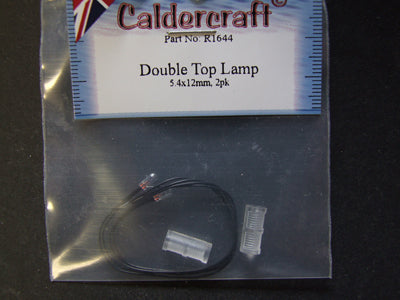 Caldercraft©
Part No: R1644
Double Top Lamp
5.4x12mm, 2pk